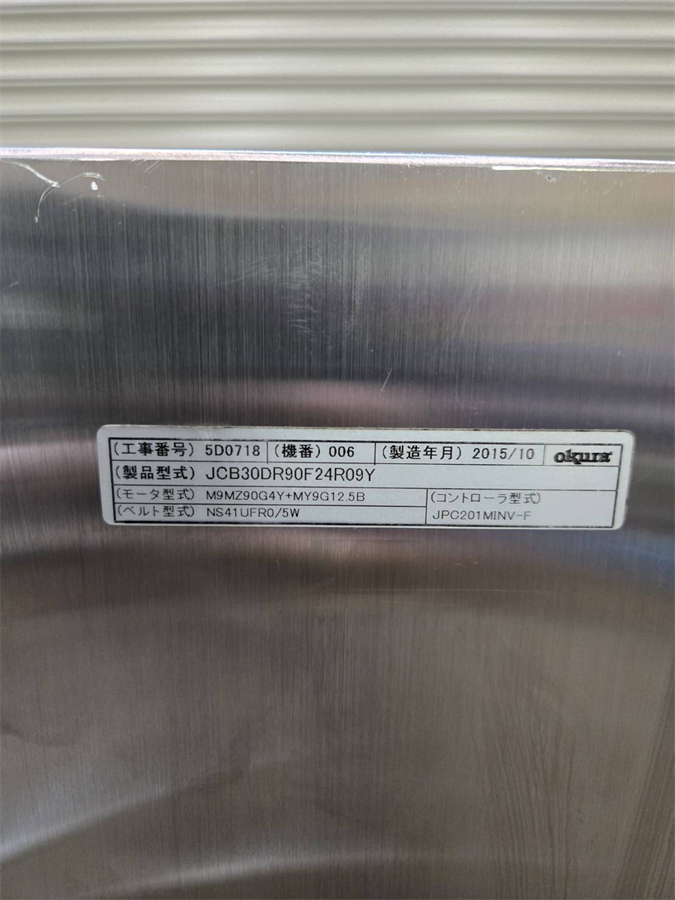 (工事番号) 5D0718 (機番) 006 (製造年月) 2015/10 okura
(製品型式) JCB30DR90F24R09Y
(モータ型式) M9MZ90G4Y+MY9G12.5B (コントローラ型式)
(ベルト型式) NS41UFR0/5W JPC201MINV-F